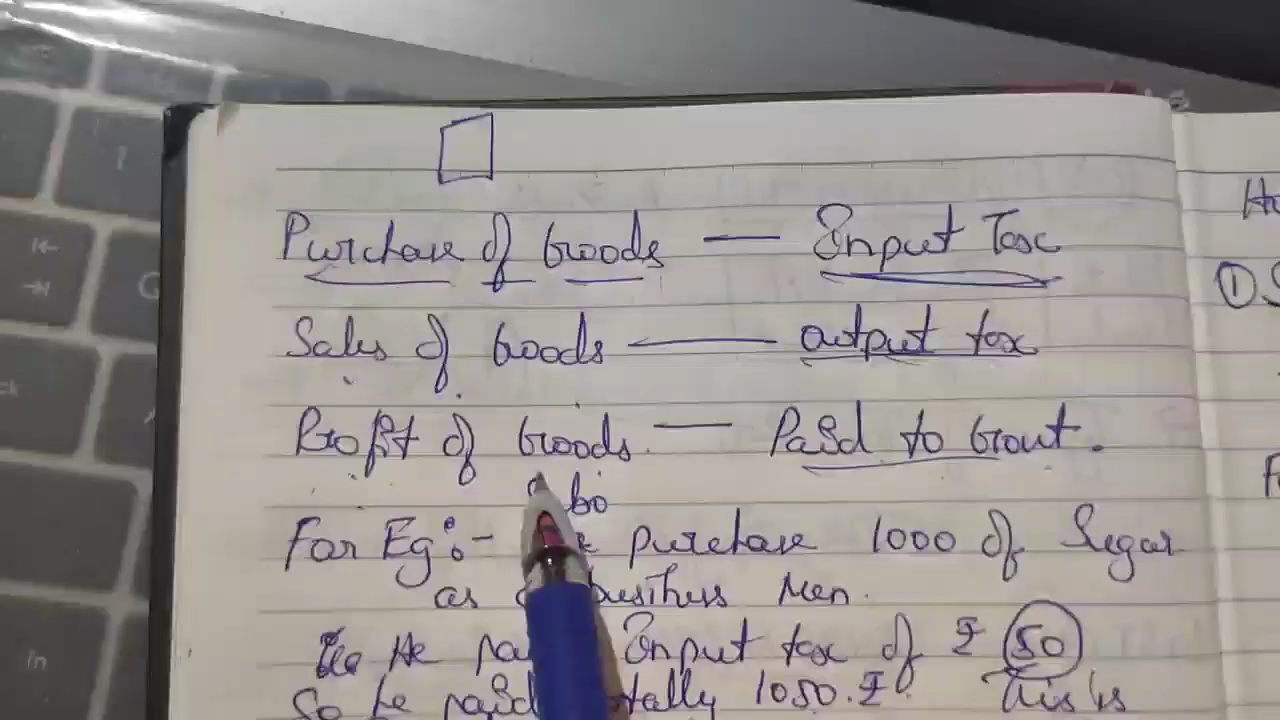 Purchase of Goods — Input Tax
Sales of Goods — output tax
Profit of Goods — Paid to Govt.
For Eg:- purchase 1000 of Sugar
as business Men.
He Input tax of ₹ 50
So he paid 1050.₹. This is